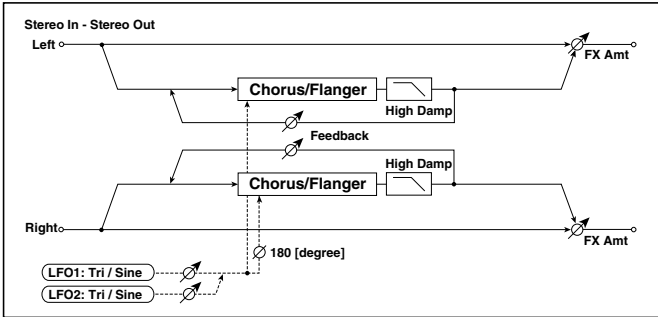 Stereo In - Stereo Out
Left
FX Amt
Chorus/Flanger
High Damp
Feedback
High Damp
Chorus/Flanger
Right
FX Amt
180 [degree]
LFO1: Tri / Sine
LFO2: Tri / Sine